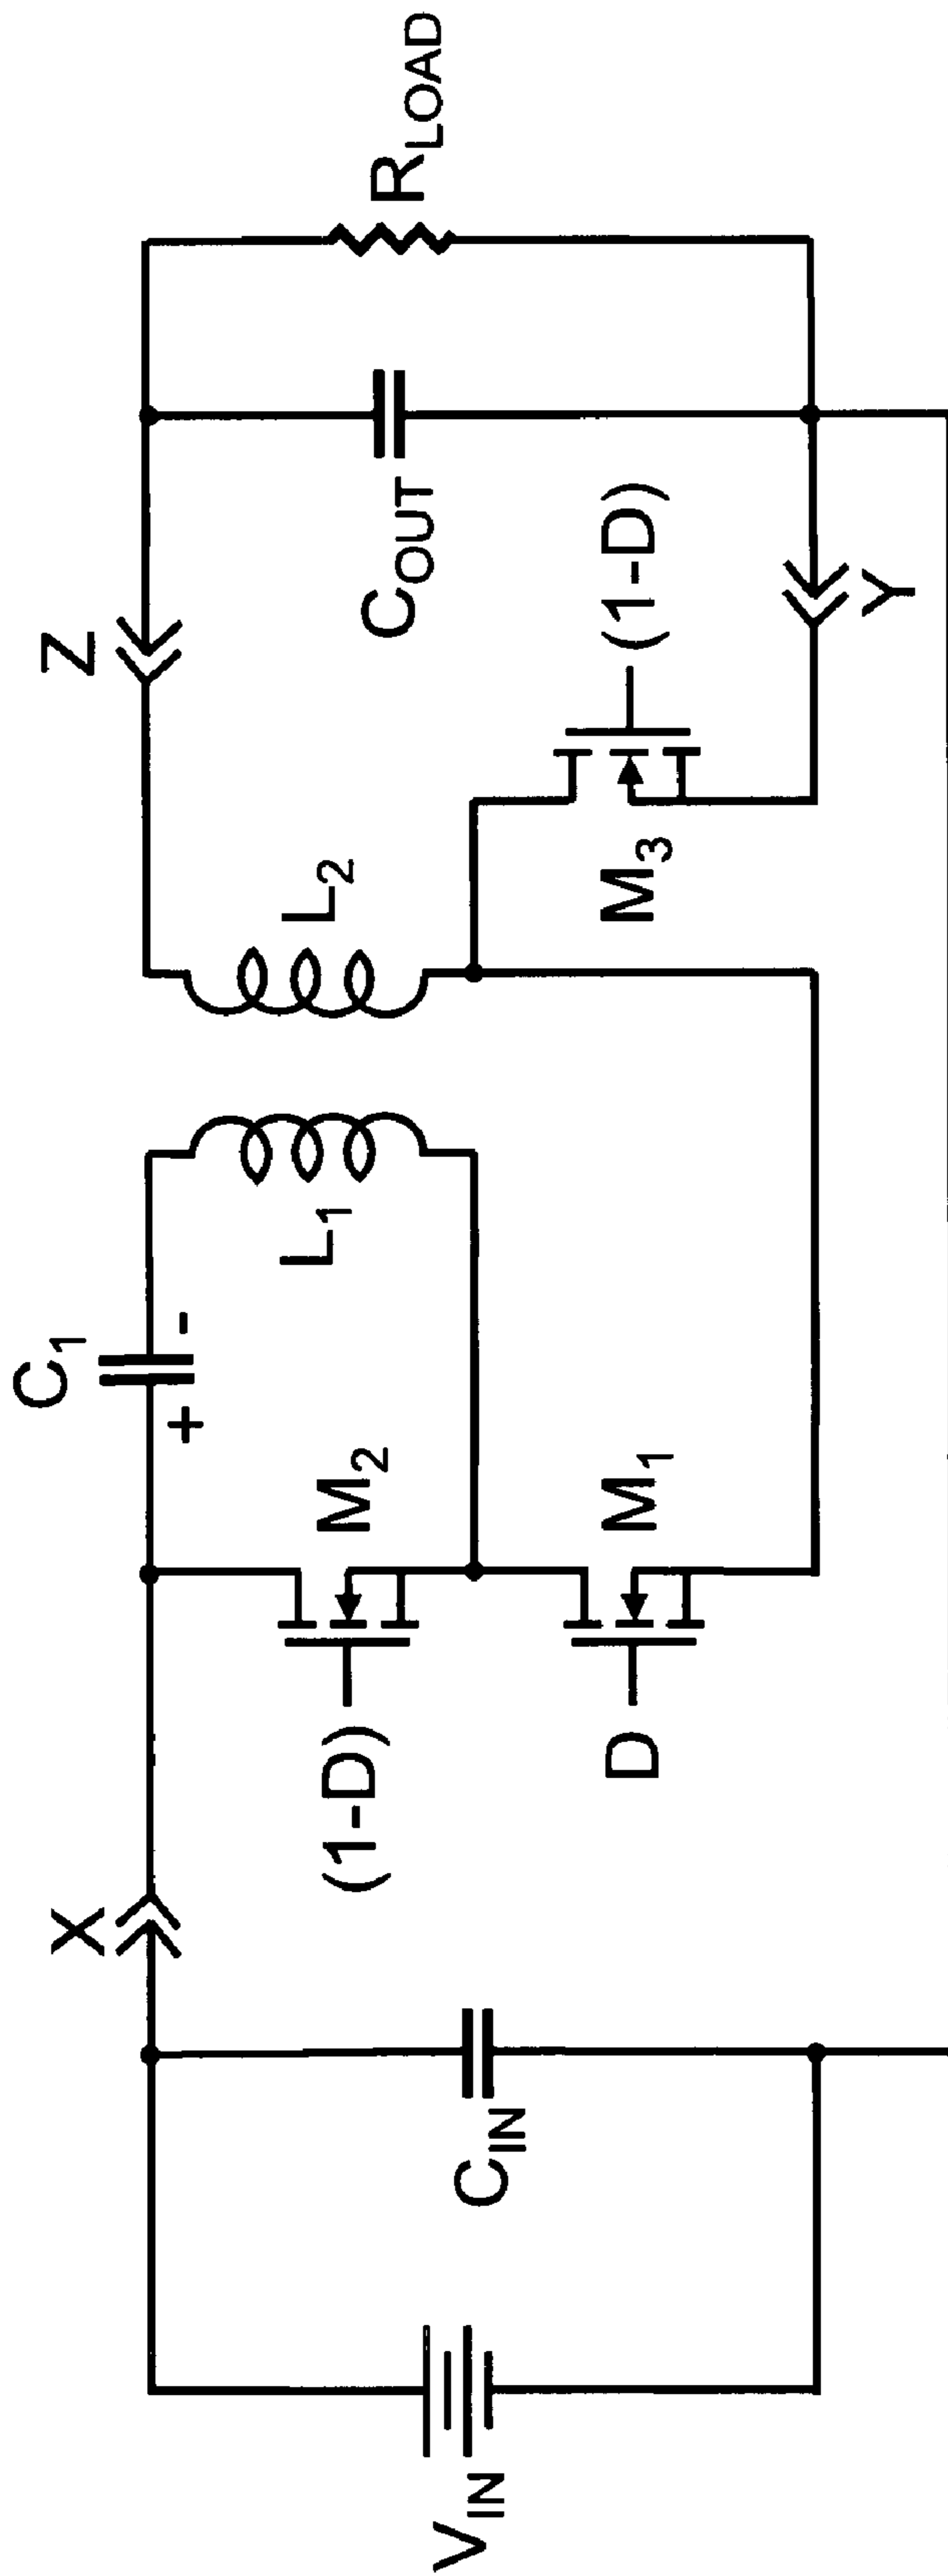 V_IN
C_IN
X
(1-D)
M_2
D
M_1
C_1
+
-
L_1
L_2
Z
M_3
(1-D)
Y
C_OUT
R_LOAD